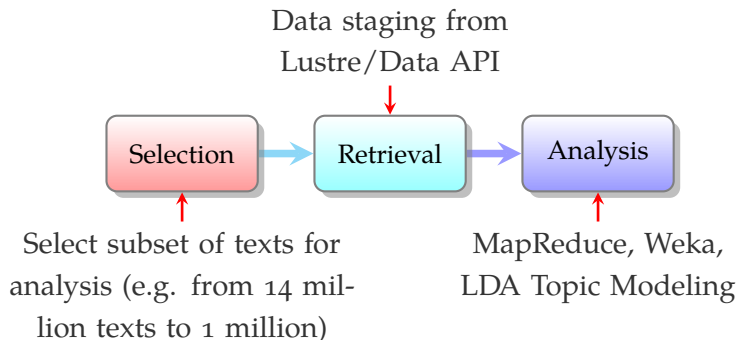 Data staging from
Lustre/Data API
Selection
Retrieval
Analysis
Select subset of texts for
analysis (e.g. from 14 mil-
lion texts to 1 million)
MapReduce, Weka,
LDA Topic Modeling